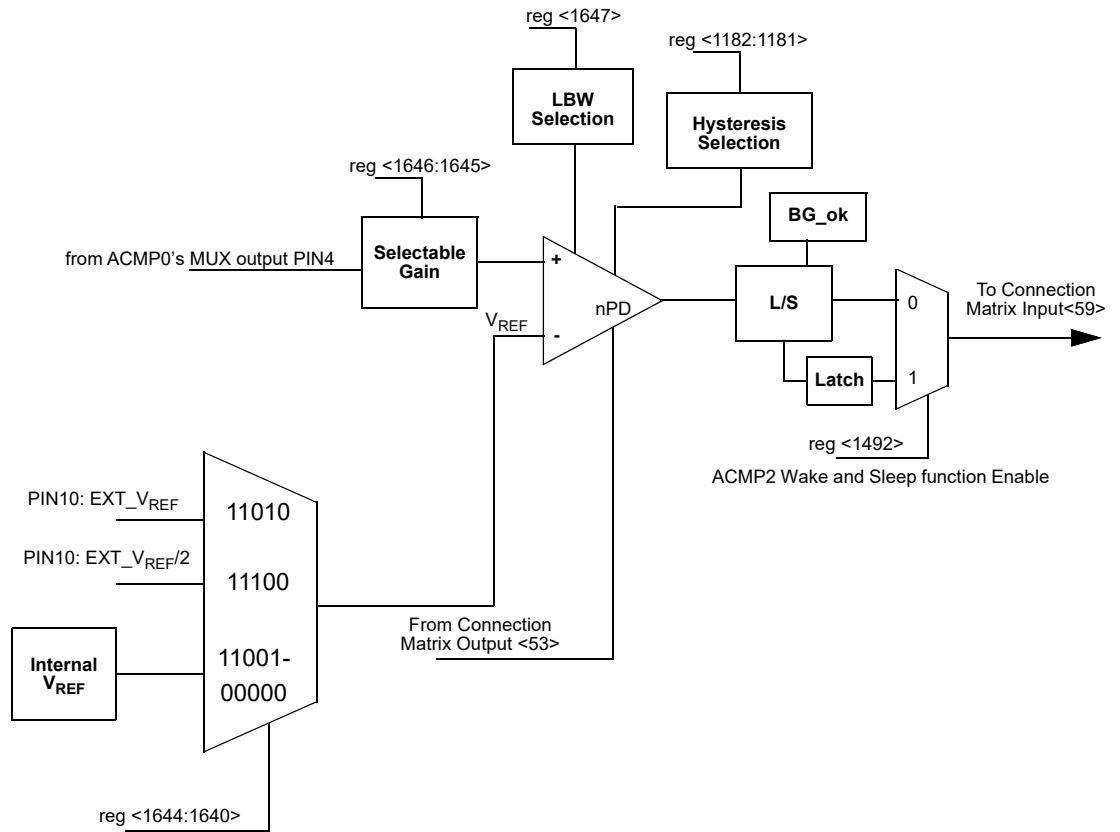 reg <1647>
reg <1182:1181>
LBW
Selection
Hysteresis
Selection
reg <1646:1645>
BG_ok
from ACMP0's MUX output PIN4
Selectable
Gain
+
L/S
To Connection
Matrix Input<59>
0
nPD
VREF
-
Latch
1
reg <1492>
ACMP2 Wake and Sleep function Enable
PIN10: EXT_VREF
11010
PIN10: EXT_VREF/2
11100
From Connection
Matrix Output <53>
Internal
VREF
11001-
00000
reg <1644:1640>